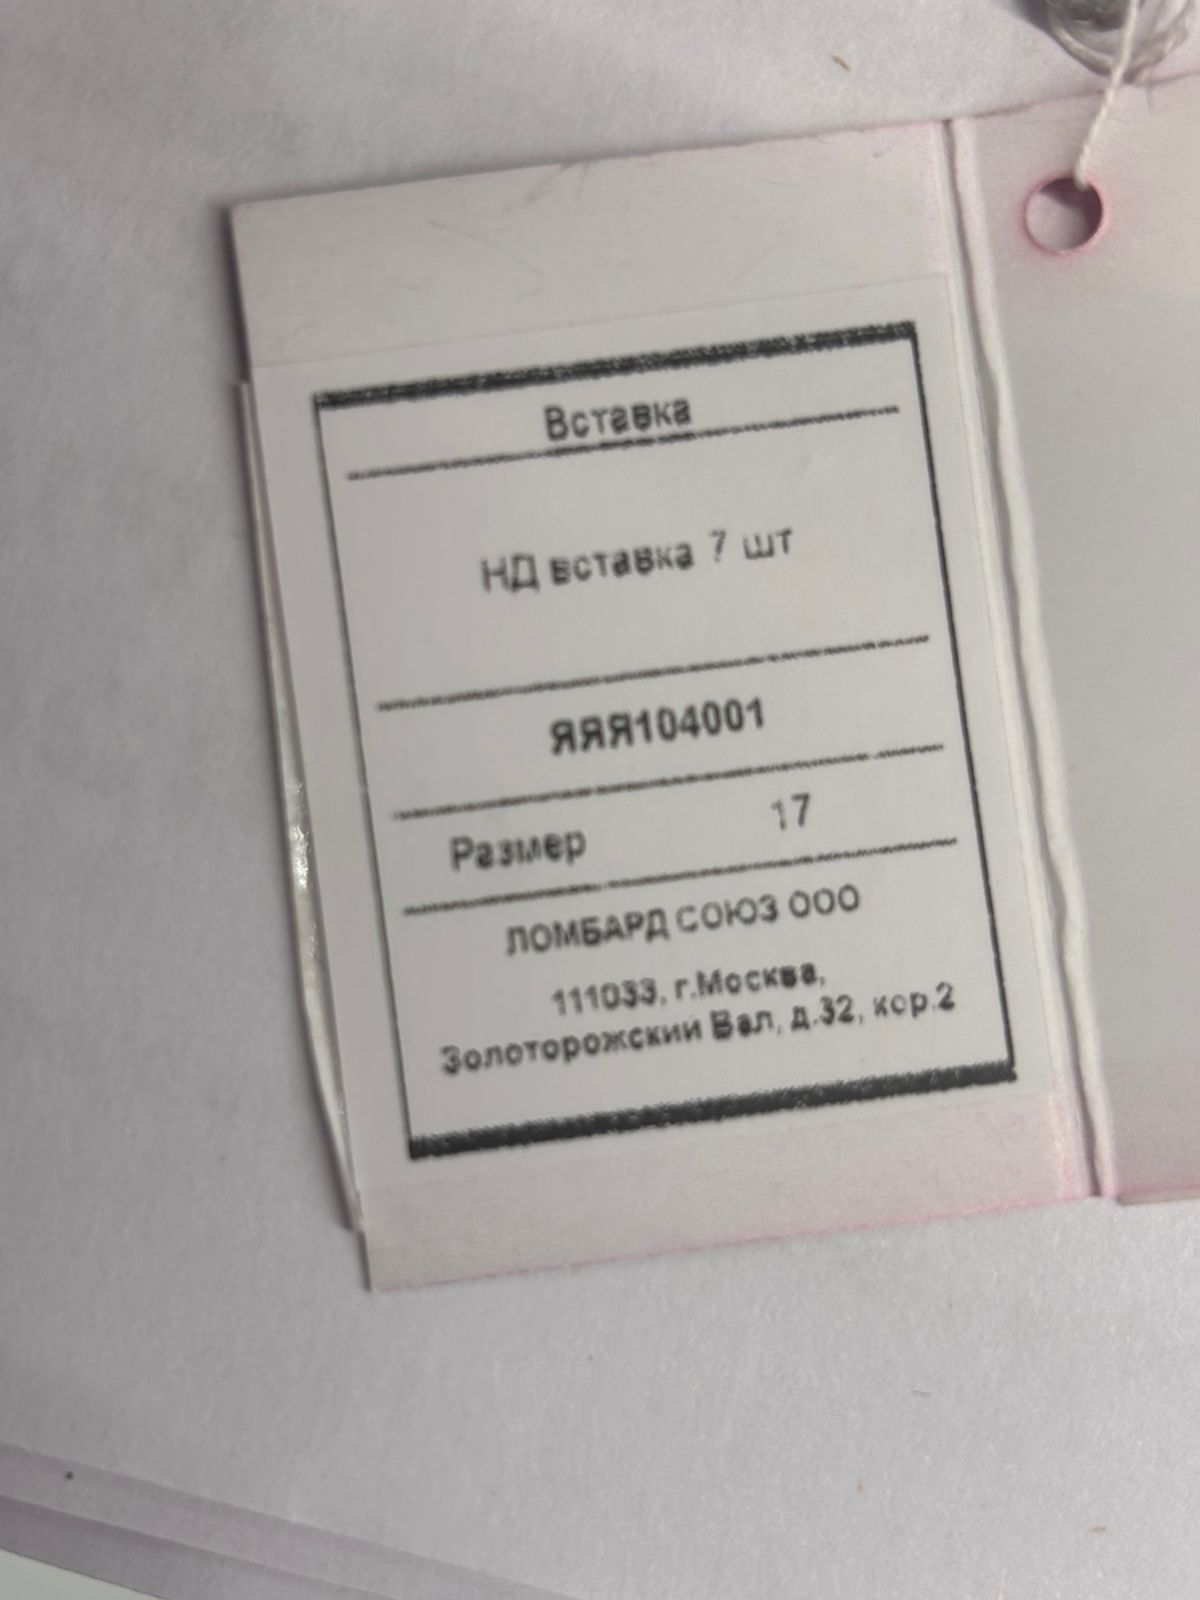 Вставка
НД вставка 7 шт
ЯЯЯ104001
Размер 17
ЛОМБАРД СОЮЗ ООО
111033, г.Москва,
Золоторожский Вал, д.32, кор.2